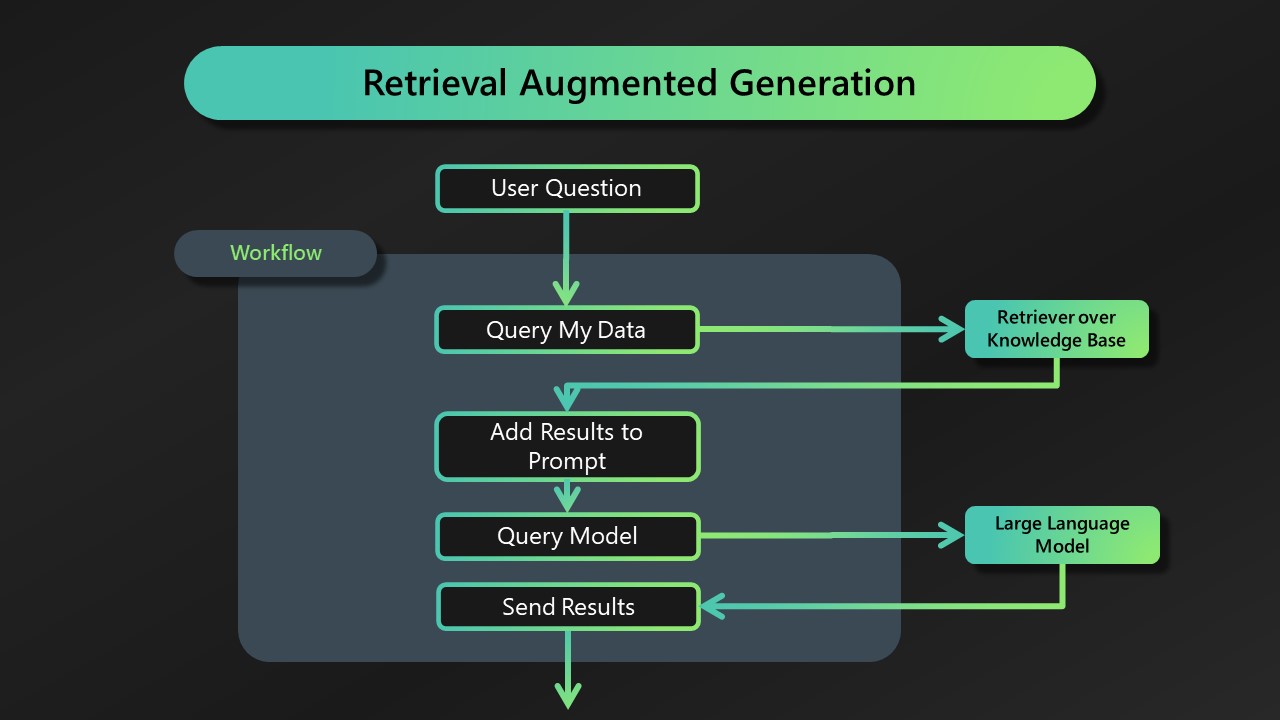 Retrieval Augmented Generation
User Question
Workflow
Query My Data
Retriever over
Knowledge Base
Add Results to
Prompt
Query Model
Large Language
Model
Send Results